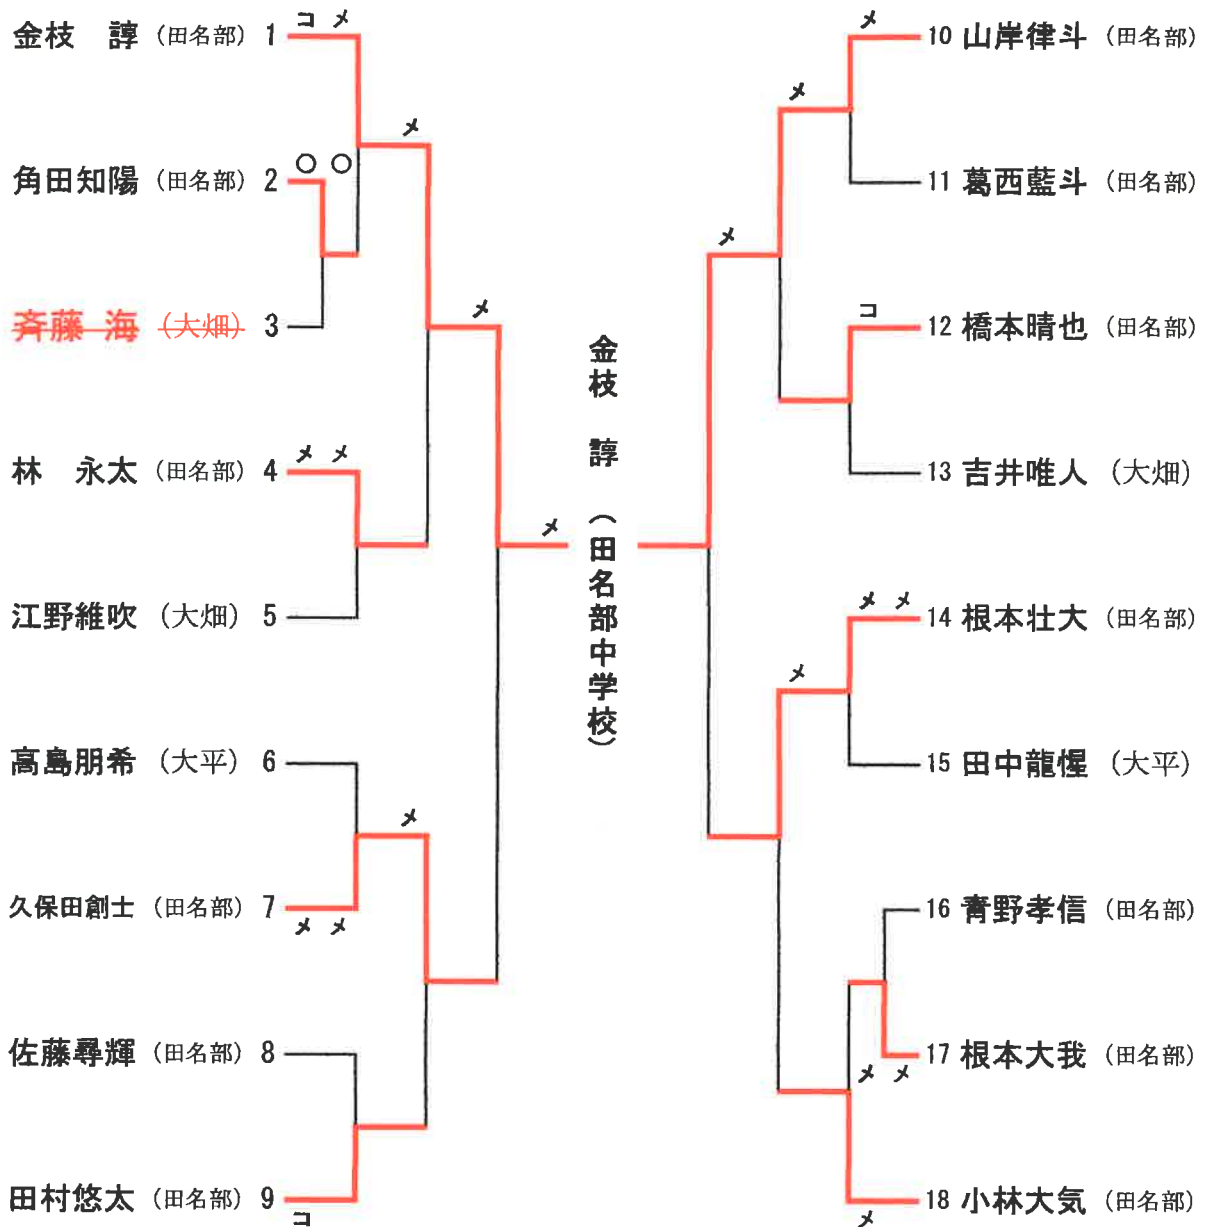 コ メ
金枝　諄 (田名部) 1
メ
〇 〇
角田知陽 (田名部) 2
斉藤 海 (大畑) 3
メ
メ メ
林　永太 (田名部) 4
江野維吹 (大畑) 5
高島朋希 (大平) 6
メ
久保田創士 (田名部) 7
メ メ
佐藤尋輝 (田名部) 8
田村悠太 (田名部) 9
コ
メ
金枝　諄　(田名部中学校)
メ
10 山岸律斗 (田名部)
メ
11 葛西藍斗 (田名部)
メ
コ
12 橋本晴也 (田名部)
13 吉井唯人 (大畑)
メ メ
14 根本壮大 (田名部)
メ
15 田中龍惺 (大平)
16 青野孝信 (田名部)
17 根本大我 (田名部)
メ メ
18 小林大気 (田名部)
メ